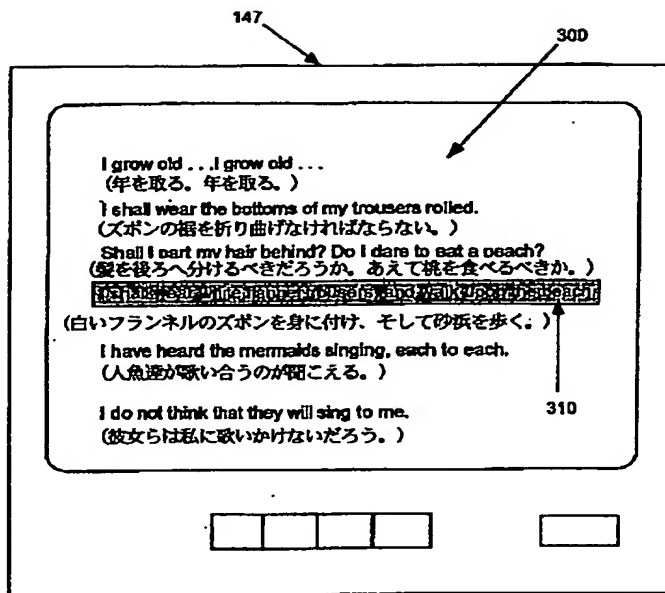 147
300
I grow old ... I grow old ...
(年を取る。年を取る。)
I shall wear the bottoms of my trousers rolled.
(ズボンの裾を折り曲げなければならない。)
Shall I part my hair behind? Do I dare to eat a peach?
(髪を後ろへ分けるべきだろうか。あえて桃を食べるべきか。)
(白いフランネルのズボンを身に付け、そして砂浜を歩く。)
I have heard the mermaids singing, each to each.
(人魚達が歌い合うのが聞こえる。)
310
I do not think that they will sing to me.
(彼女らは私に歌いかけないだろう。)